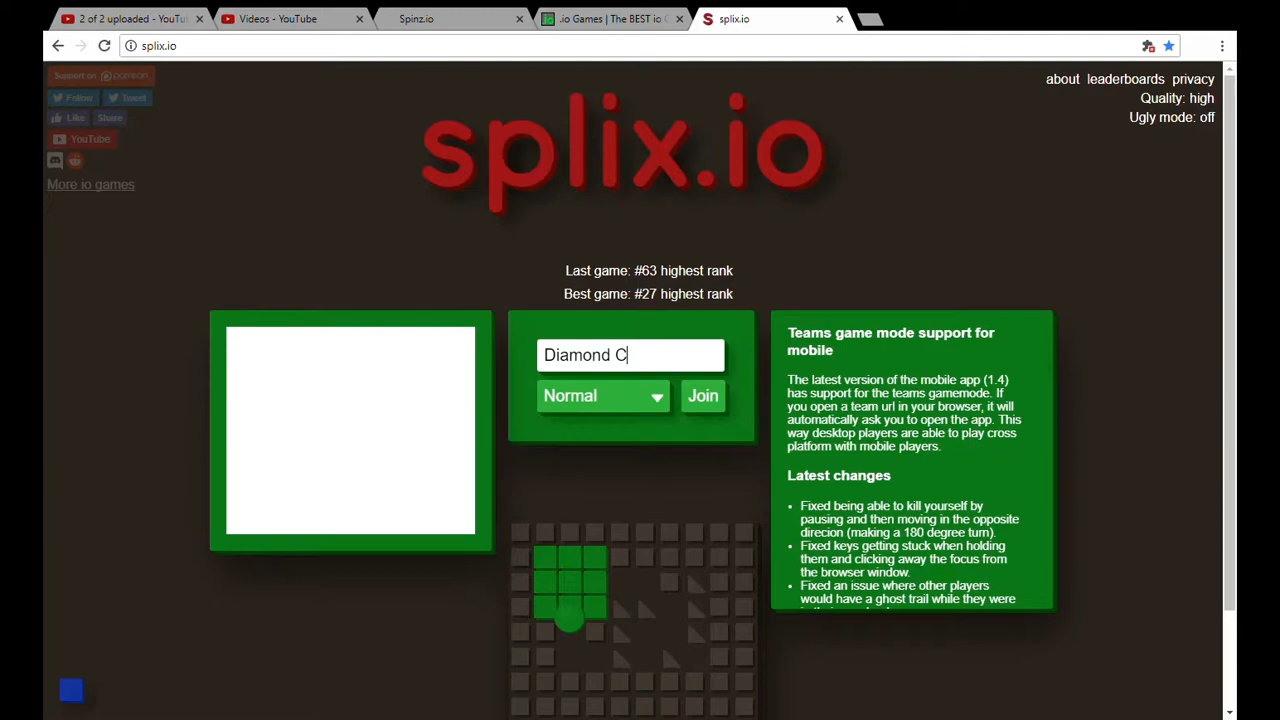 2 of 2 uploaded - YouTu
Videos - YouTube
Spinz.io
.io Games | The BEST io G
splix.io
splix.io
Support on patreon
Follow
Tweet
Like
Share
YouTube
More io games
about leaderboards privacy
Quality: high
Ugly mode: off
splix.io
Last game: #63 highest rank
Best game: #27 highest rank
Diamond C
Normal
Join
Teams game mode support for
mobile
The latest version of the mobile app (1.4)
has support for the teams gamemode. If
you open a team url in your browser, it will
automatically ask you to open the app. This
way desktop players are able to play cross
platform with mobile players.
Latest changes
Fixed being able to kill yourself by
pausing and then moving in the opposite
direcion (making a 180 degree turn).
Fixed keys getting stuck when holding
them and clicking away the focus from
the browser window.
Fixed an issue where other players
would have a ghost trail while they were